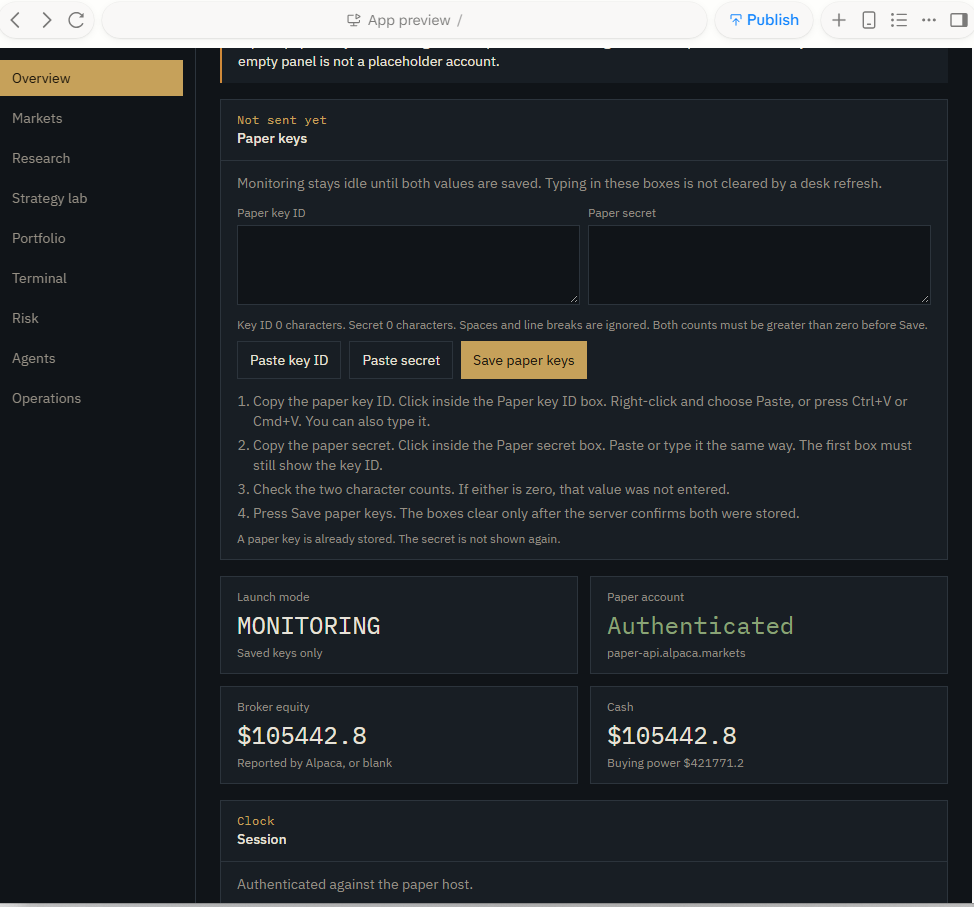 App preview /
Publish
empty panel is not a placeholder account.
Overview
Markets
Research
Strategy lab
Portfolio
Terminal
Risk
Agents
Operations
Not sent yet
Paper keys
Monitoring stays idle until both values are saved. Typing in these boxes is not cleared by a desk refresh.
Paper key ID
Paper secret
Key ID 0 characters. Secret 0 characters. Spaces and line breaks are ignored. Both counts must be greater than zero before Save.
Paste key ID
Paste secret
Save paper keys
1. Copy the paper key ID. Click inside the Paper key ID box. Right-click and choose Paste, or press Ctrl+V or
Cmd+V. You can also type it.
2. Copy the paper secret. Click inside the Paper secret box. Paste or type it the same way. The first box must
still show the key ID.
3. Check the two character counts. If either is zero, that value was not entered.
4. Press Save paper keys. The boxes clear only after the server confirms both were stored.
A paper key is already stored. The secret is not shown again.
Launch mode
MONITORING
Saved keys only
Paper account
Authenticated
paper-api.alpaca.markets
Broker equity
$105442.8
Reported by Alpaca, or blank
Cash
$105442.8
Buying power $421771.2
Clock
Session
Authenticated against the paper host.